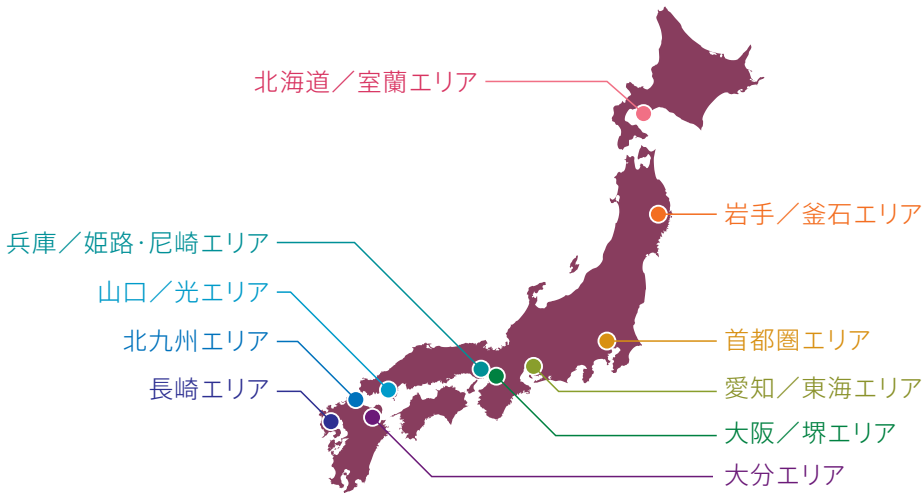 北海道／室蘭エリア
岩手／釜石エリア
兵庫／姫路・尼崎エリア
山口／光エリア
北九州エリア
長崎エリア
首都圏エリア
愛知／東海エリア
大阪／堺エリア
大分エリア